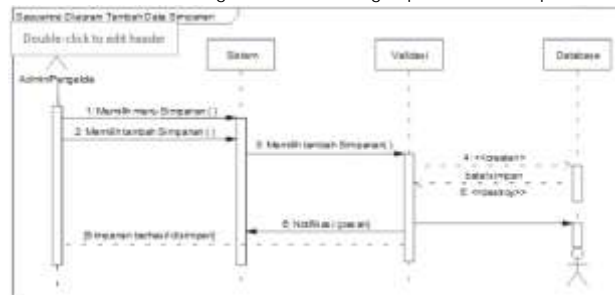 Sequence Diagram Tambah Data Simpanan
Double-click to edit header
Sistem
Validasi
Database
AdminPengelola
1: Memilih menu Simpanan ( )
2: Memilih tambah Simpanan ( )
3: Memilih tambah Simpanan( )
4: <<create>>
batal simpan
5: <<destroy>>
6: Notifikasi (pesan)
[Simpanan berhasil disimpan]